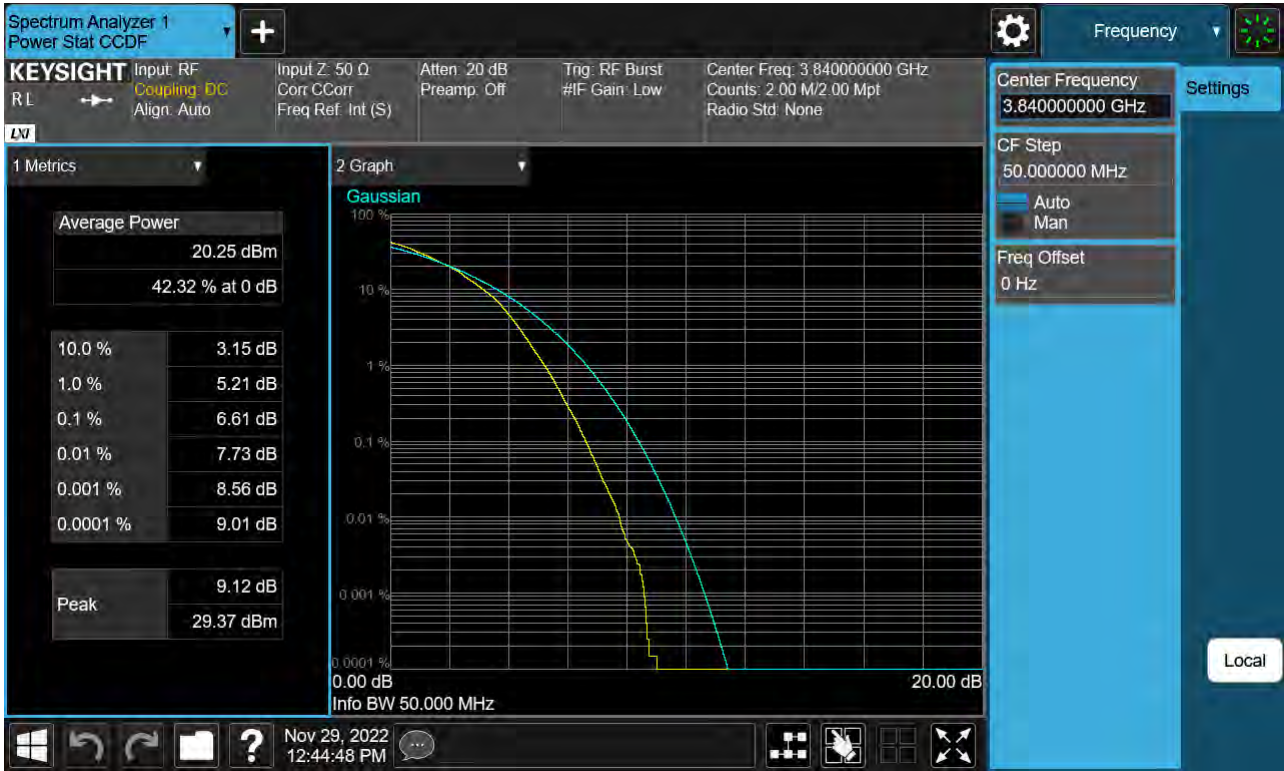 Spectrum Analyzer 1
Power Stat CCDF
Frequency
KEYSIGHT
RL
LXI
Input: RF
Coupling: DC
Align: Auto
Input Z: 50 Ω
Corr CCorr
Freq Ref: Int (S)
Atten: 20 dB
Preamp: Off
Trig: RF Burst
#IF Gain: Low
Center Freq: 3.840000000 GHz
Counts: 2.00 M/2.00 Mpt
Radio Std: None
Center Frequency
3.840000000 GHz
Settings
CF Step
50.000000 MHz
Auto
Man
Freq Offset
0 Hz
1 Metrics
Average Power
20.25 dBm
42.32 % at 0 dB
10.0 % 3.15 dB
1.0 % 5.21 dB
0.1 % 6.61 dB
0.01 % 7.73 dB
0.001 % 8.56 dB
0.0001 % 9.01 dB
Peak
9.12 dB
29.37 dBm
2 Graph
Gaussian
100 %
10 %
1 %
0.1 %
0.01 %
0.001 %
0.0001 %
0.00 dB 20.00 dB
Info BW 50.000 MHz
Local
?
Nov 29, 2022
12:44:48 PM